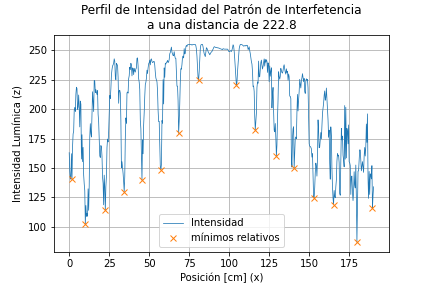 Perfil de Intensidad del Patrón de Interfetencia
a una distancia de 222.8
Intensidad Lumínica (z)
250
225
200
175
150
125
100
Intensidad
mínimos relativos
0 25 50 75 100 125 150 175
Posición [cm] (x)